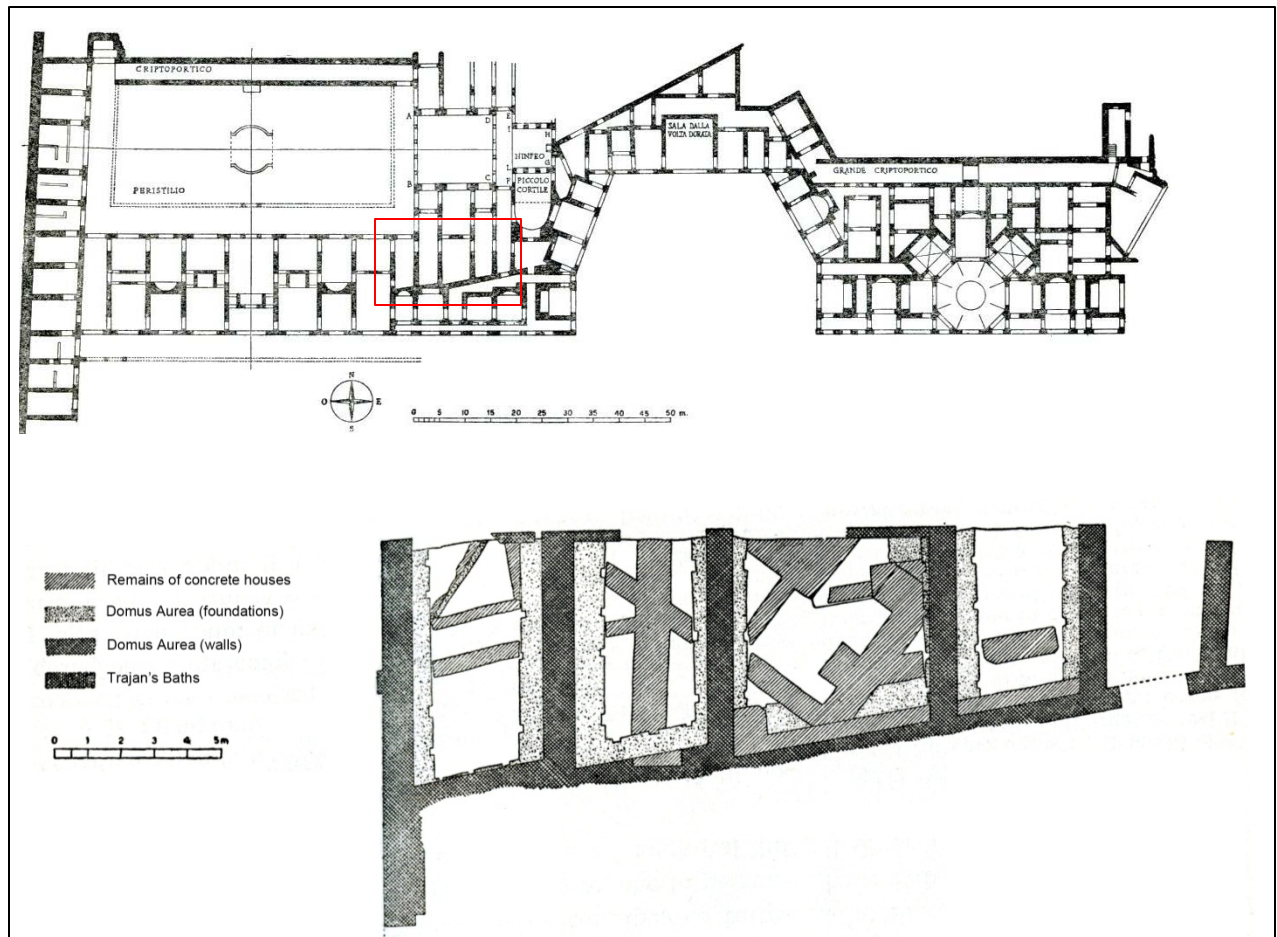 CRIPTOPORTICO
A
D
E
I
H
NINFEO
G
L
B
C
F
PICCOLO
CORTILE
PERISTILIO
SALA DALLA
VOLTA DORATA
GRANDE CRIPTOPORTICO
N
O
E
S
0 5 10 15 20 25 30 35 40 45 50 m.
Remains of concrete houses
Domus Aurea (foundations)
Domus Aurea (walls)
Trajan's Baths
0 1 2 3 4 5m